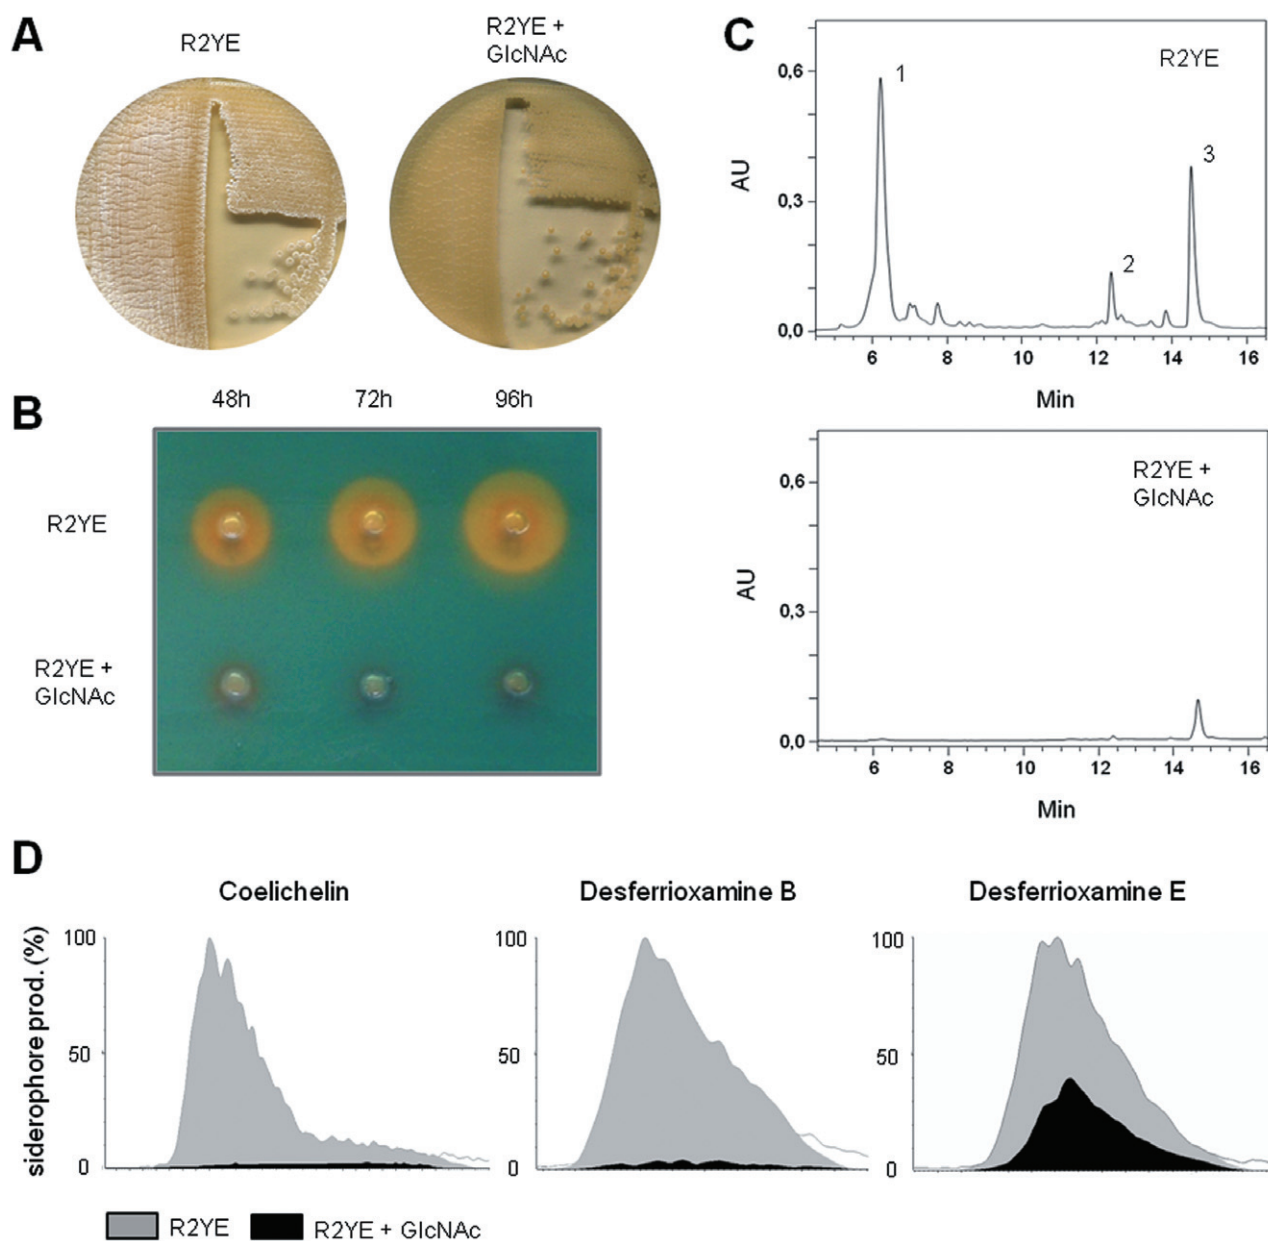 A
R2YE
R2YE +
GlcNAc
B
48h
72h
96h
R2YE
R2YE +
GlcNAc
C
R2YE
1
2
3
0,6
0,3
0,0
AU
6
8
10
12
14
16
Min
R2YE +
GlcNAc
0,6
0,3
0,0
AU
6
8
10
12
14
16
Min
D
Coelichelin
Desferrioxamine B
Desferrioxamine E
siderophore prod. (%)
100
50
0
100
50
0
100
50
0
R2YE
R2YE + GlcNAc